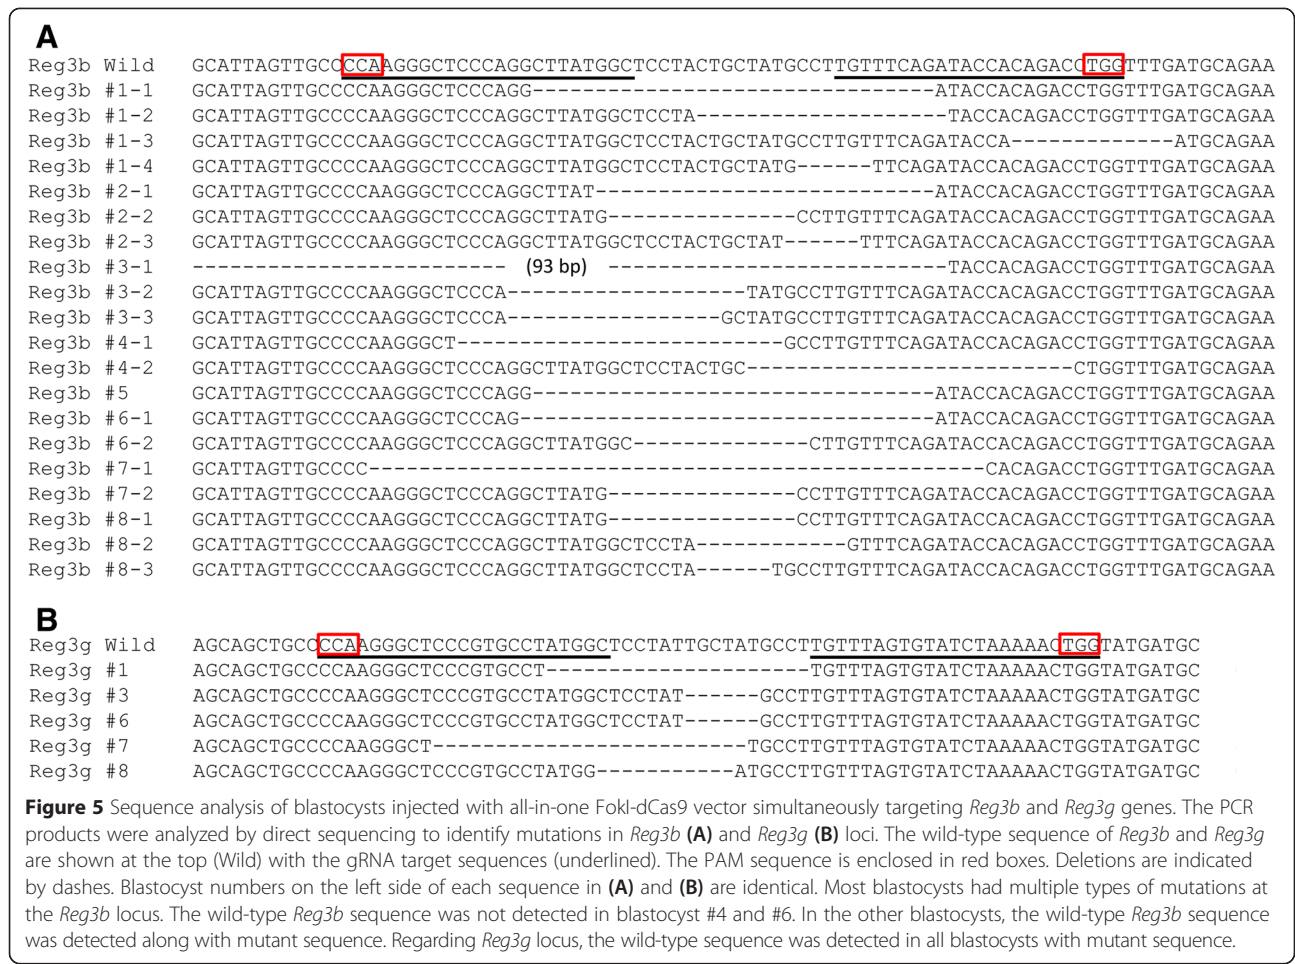 A
Reg3b Wild GCATTAGTTGCCCCAAGGGCTCCCAGGCTTATGGCTCCTACTGCTATGCCTTGTTTCAGATACCACAGACCTGGTTTGATGCAGAA
Reg3b #1-1 GCATTAGTTGCCCCAAGGGCTCCCAGG--------------------------------ATACCACAGACCTGGTTTGATGCAGAA
Reg3b #1-2 GCATTAGTTGCCCCAAGGGCTCCCAGGCTTATGGCTCCTA--------------------TACCACAGACCTGGTTTGATGCAGAA
Reg3b #1-3 GCATTAGTTGCCCCAAGGGCTCCCAGGCTTATGGCTCCTACTGCTATGCCTTGTTTCAGATACCA-------------ATGCAGAA
Reg3b #1-4 GCATTAGTTGCCCCAAGGGCTCCCAGGCTTATGGCTCCTACTGCTATG------TTCAGATACCACAGACCTGGTTTGATGCAGAA
Reg3b #2-1 GCATTAGTTGCCCCAAGGGCTCCCAGGCTTAT---------------------------ATACCACAGACCTGGTTTGATGCAGAA
Reg3b #2-2 GCATTAGTTGCCCCAAGGGCTCCCAGGCTTATG---------------CCTTGTTTCAGATACCACAGACCTGGTTTGATGCAGAA
Reg3b #2-3 GCATTAGTTGCCCCAAGGGCTCCCAGGCTTATGGCTCCTACTGCTAT------TTTCAGATACCACAGACCTGGTTTGATGCAGAA
Reg3b #3-1 ------------------------- (93 bp) ---------------------------TACCACAGACCTGGTTTGATGCAGAA
Reg3b #3-2 GCATTAGTTGCCCCAAGGGCTCCCA-------------------TATGCCTTGTTTCAGATACCACAGACCTGGTTTGATGCAGAA
Reg3b #3-3 GCATTAGTTGCCCCAAGGGCTCCCA-----------------GCTATGCCTTGTTTCAGATACCACAGACCTGGTTTGATGCAGAA
Reg3b #4-1 GCATTAGTTGCCCCAAGGGCT--------------------------GCCTTGTTTCAGATACCACAGACCTGGTTTGATGCAGAA
Reg3b #4-2 GCATTAGTTGCCCCAAGGGCTCCCAGGCTTATGGCTCCTACTGC--------------------------CTGGTTTGATGCAGAA
Reg3b #5 GCATTAGTTGCCCCAAGGGCTCCCAGG--------------------------------ATACCACAGACCTGGTTTGATGCAGAA
Reg3b #6-1 GCATTAGTTGCCCCAAGGGCTCCCAG---------------------------------ATACCACAGACCTGGTTTGATGCAGAA
Reg3b #6-2 GCATTAGTTGCCCCAAGGGCTCCCAGGCTTATGGC--------------CTTGTTTCAGATACCACAGACCTGGTTTGATGCAGAA
Reg3b #7-1 GCATTAGTTGCCCC-------------------------------------------------CACAGACCTGGTTTGATGCAGAA
Reg3b #7-2 GCATTAGTTGCCCCAAGGGCTCCCAGGCTTATG---------------CCTTGTTTCAGATACCACAGACCTGGTTTGATGCAGAA
Reg3b #8-1 GCATTAGTTGCCCCAAGGGCTCCCAGGCTTATG---------------CCTTGTTTCAGATACCACAGACCTGGTTTGATGCAGAA
Reg3b #8-2 GCATTAGTTGCCCCAAGGGCTCCCAGGCTTATGGCTCCTA------------GTTTCAGATACCACAGACCTGGTTTGATGCAGAA
Reg3b #8-3 GCATTAGTTGCCCCAAGGGCTCCCAGGCTTATGGCTCCTA------TGCCTTGTTTCAGATACCACAGACCTGGTTTGATGCAGAA
B
Reg3g Wild AGCAGCTGCCCCAAGGGCTCCCGTGCCTATGGCTCCTATTGCTATGCCTTGTTTAGTGTATCTAAAAACTGGTATGATGC
Reg3g #1 AGCAGCTGCCCCAAGGGCTCCCGTGCCT---------------------TGTTTAGTGTATCTAAAAACTGGTATGATGC
Reg3g #3 AGCAGCTGCCCCAAGGGCTCCCGTGCCTATGGCTCCTAT------GCCTTGTTTAGTGTATCTAAAAACTGGTATGATGC
Reg3g #6 AGCAGCTGCCCCAAGGGCTCCCGTGCCTATGGCTCCTAT------GCCTTGTTTAGTGTATCTAAAAACTGGTATGATGC
Reg3g #7 AGCAGCTGCCCCAAGGGCT-------------------------TGCCTTGTTTAGTGTATCTAAAAACTGGTATGATGC
Reg3g #8 AGCAGCTGCCCCAAGGGCTCCCGTGCCTATGG-----------ATGCCTTGTTTAGTGTATCTAAAAACTGGTATGATGC
Figure 5 Sequence analysis of blastocysts injected with all-in-one FokI-dCas9 vector simultaneously targeting Reg3b and Reg3g genes. The PCR
products were analyzed by direct sequencing to identify mutations in Reg3b (A) and Reg3g (B) loci. The wild-type sequence of Reg3b and Reg3g
are shown at the top (Wild) with the gRNA target sequences (underlined). The PAM sequence is enclosed in red boxes. Deletions are indicated
by dashes. Blastocyst numbers on the left side of each sequence in (A) and (B) are identical. Most blastocysts had multiple types of mutations at
the Reg3b locus. The wild-type Reg3b sequence was not detected in blastocyst #4 and #6. In the other blastocysts, the wild-type Reg3b sequence
was detected along with mutant sequence. Regarding Reg3g locus, the wild-type sequence was detected in all blastocysts with mutant sequence.